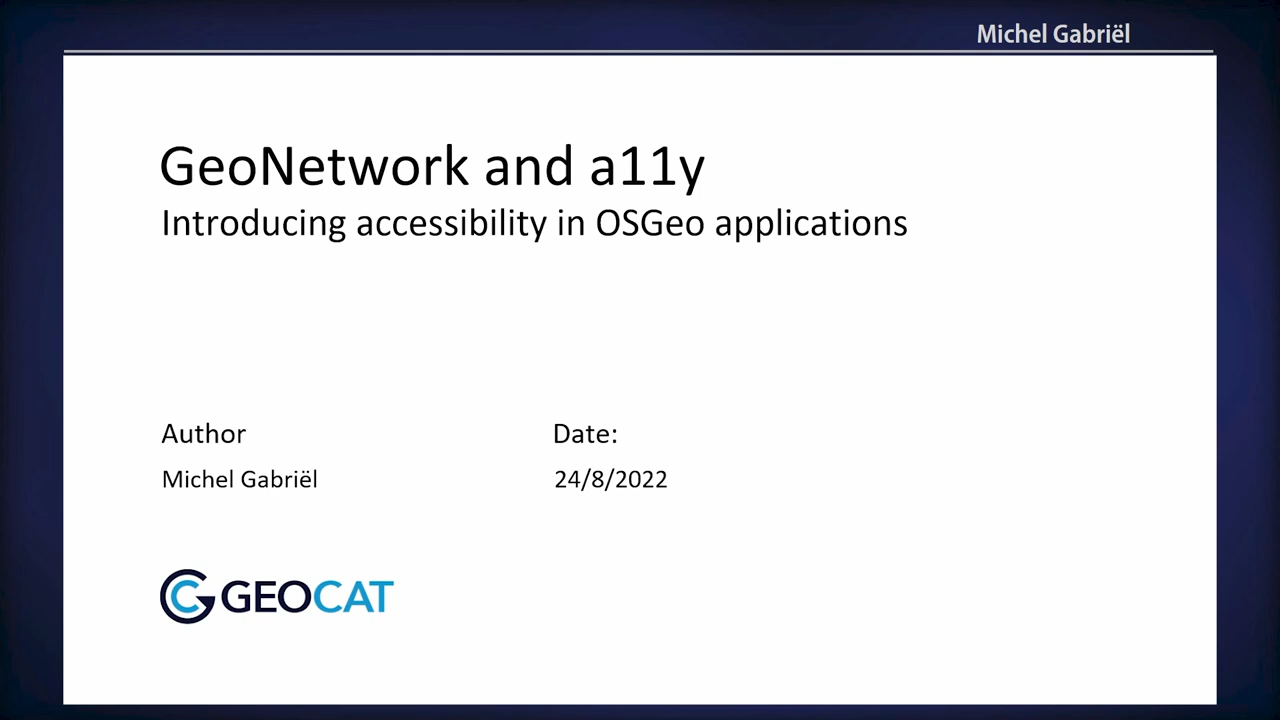 Michel Gabriël
GeoNetwork and a11y
Introducing accessibility in OSGeo applications
Author
Date:
Michel Gabriël
24/8/2022
GEOCAT